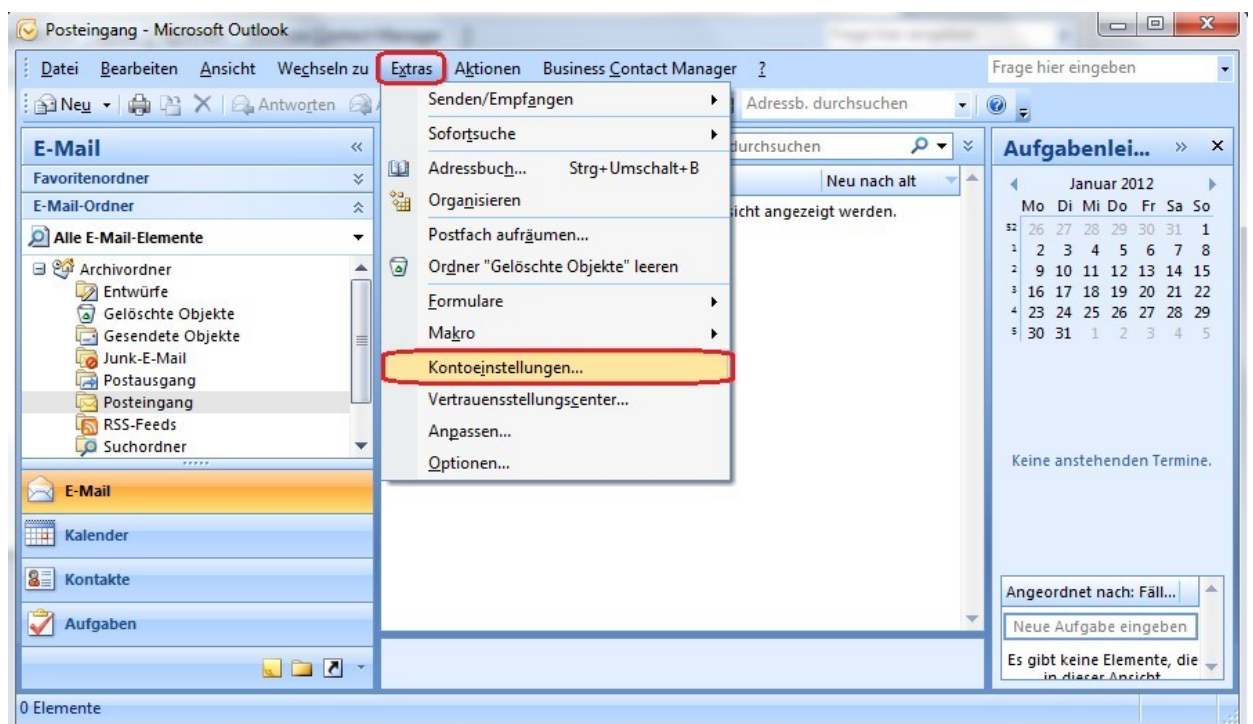 Posteingang - Microsoft Outlook
Datei Bearbeiten Ansicht Wechseln zu Extras Aktionen Business Contact Manager ? Frage hier eingeben
Neu Antworten Adressb. durchsuchen
E-Mail
Favoritenordner
E-Mail-Ordner
Alle E-Mail-Elemente
Archivordner
Entwürfe
Gelöschte Objekte
Gesendete Objekte
Junk-E-Mail
Postausgang
Posteingang
RSS-Feeds
Suchordner
E-Mail
Kalender
Kontakte
Aufgaben
Senden/Empfangen
Sofortsuche
Adressbuch... Strg+Umschalt+B
Organisieren
Postfach aufräumen...
Ordner "Gelöschte Objekte" leeren
Formulare
Makro
Kontoeinstellungen...
Vertrauensstellungscenter...
Anpassen...
Optionen...
durchsuchen
Neu nach alt
sicht angezeigt werden.
Aufgabenlei...
Januar 2012
Mo Di Mi Do Fr Sa So
52 26 27 28 29 30 31 1
1 2 3 4 5 6 7 8
2 9 10 11 12 13 14 15
3 16 17 18 19 20 21 22
4 23 24 25 26 27 28 29
5 30 31 1 2 3 4 5
Keine anstehenden Termine.
Angeordnet nach: Fäll...
Neue Aufgabe eingeben
Es gibt keine Elemente, die
in dieser Ansicht
0 Elemente